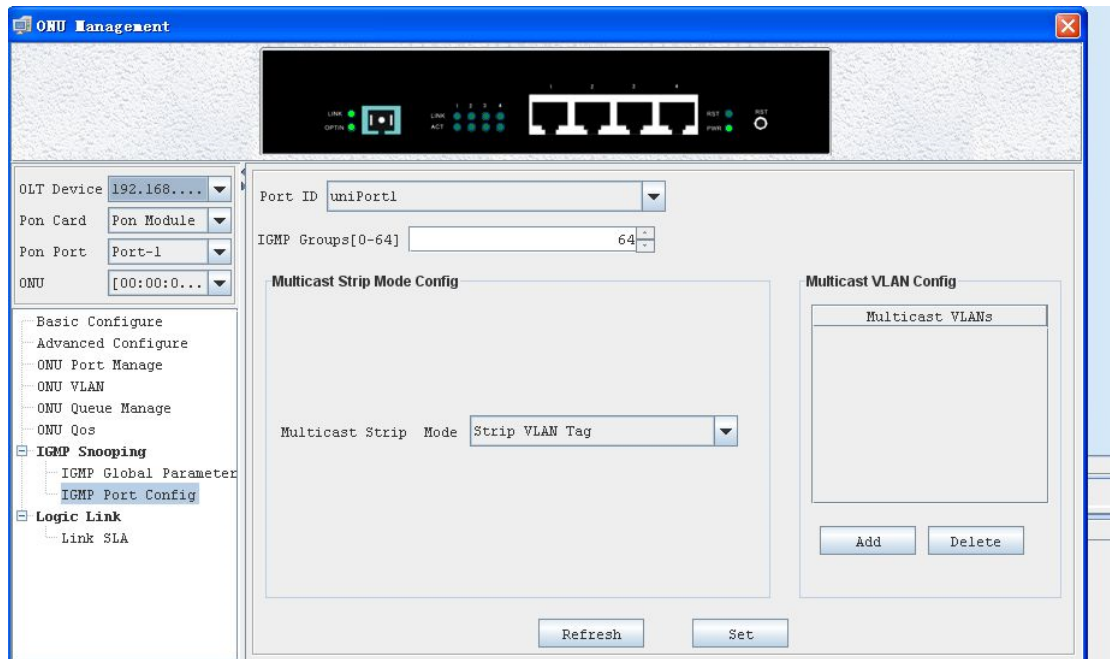 ONU Management
1 2 3 4
LINK
OPTIN
1 2 3 4
LINK
ACT
RST
PWR
RST
OLT Device 192.168....
Pon Card Pon Module
Pon Port Port-1
ONU [00:00:0...
Basic Configure
Advanced Configure
ONU Port Manage
ONU VLAN
ONU Queue Manage
ONU Qos
IGMP Snooping
IGMP Global Parameter
IGMP Port Config
Logic Link
Link SLA
Port ID uniPort1
IGMP Groups[0-64] 64
Multicast Strip Mode Config
Multicast Strip Mode Strip VLAN Tag
Multicast VLAN Config
Multicast VLANs
Add Delete
Refresh Set